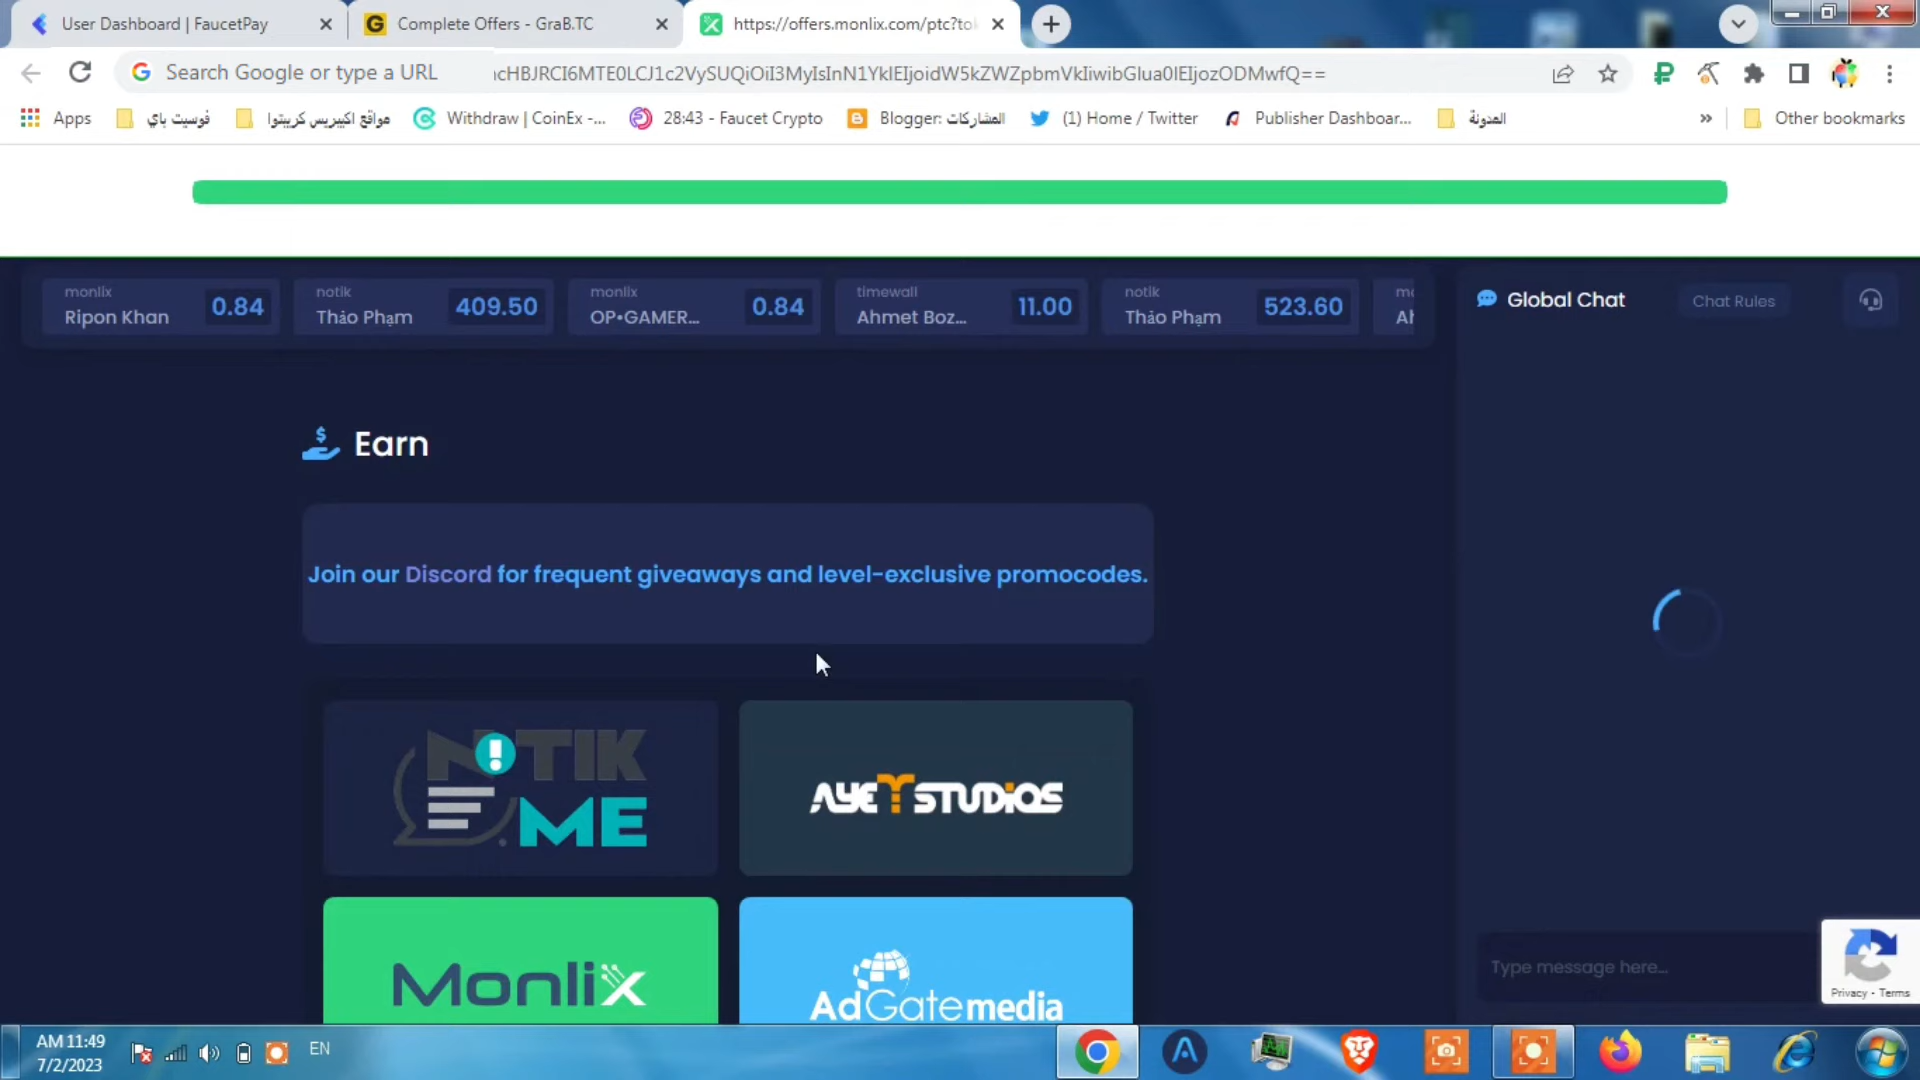 User Dashboard | FaucetPay
Complete Offers - GraB.TC
https://offers.monlix.com/ptc?to
Search Google or type a URL
Apps
فوسيت باي
مواقع اكبيريس كريبتوا
Withdraw | CoinEx -...
28:43 - Faucet Crypto
Blogger: المشاركات
(1) Home / Twitter
Publisher Dashboar...
المدونة
»
Other bookmarks
monlix
Ripon Khan
0.84
notik
Thảo Phạm
409.50
monlix
OP•GAMER...
0.84
timewall
Ahmet Boz...
11.00
notik
Thảo Phạm
523.60
Global Chat
Chat Rules
Earn
Join our Discord for frequent giveaways and level-exclusive promocodes.
NOTIK
ME
AYET STUDIOS
Monlix
AdGatemedia
Type message here...
Privacy - Terms
AM 11:49
7/2/2023
EN